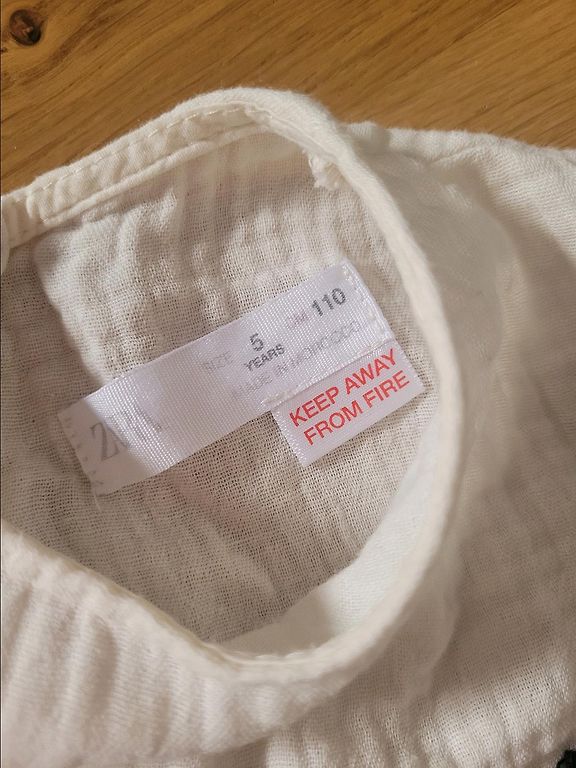 ZARA
SIZE 5 YEARS CM 110
MADE IN MOROCCO
KEEP AWAY
FROM FIRE